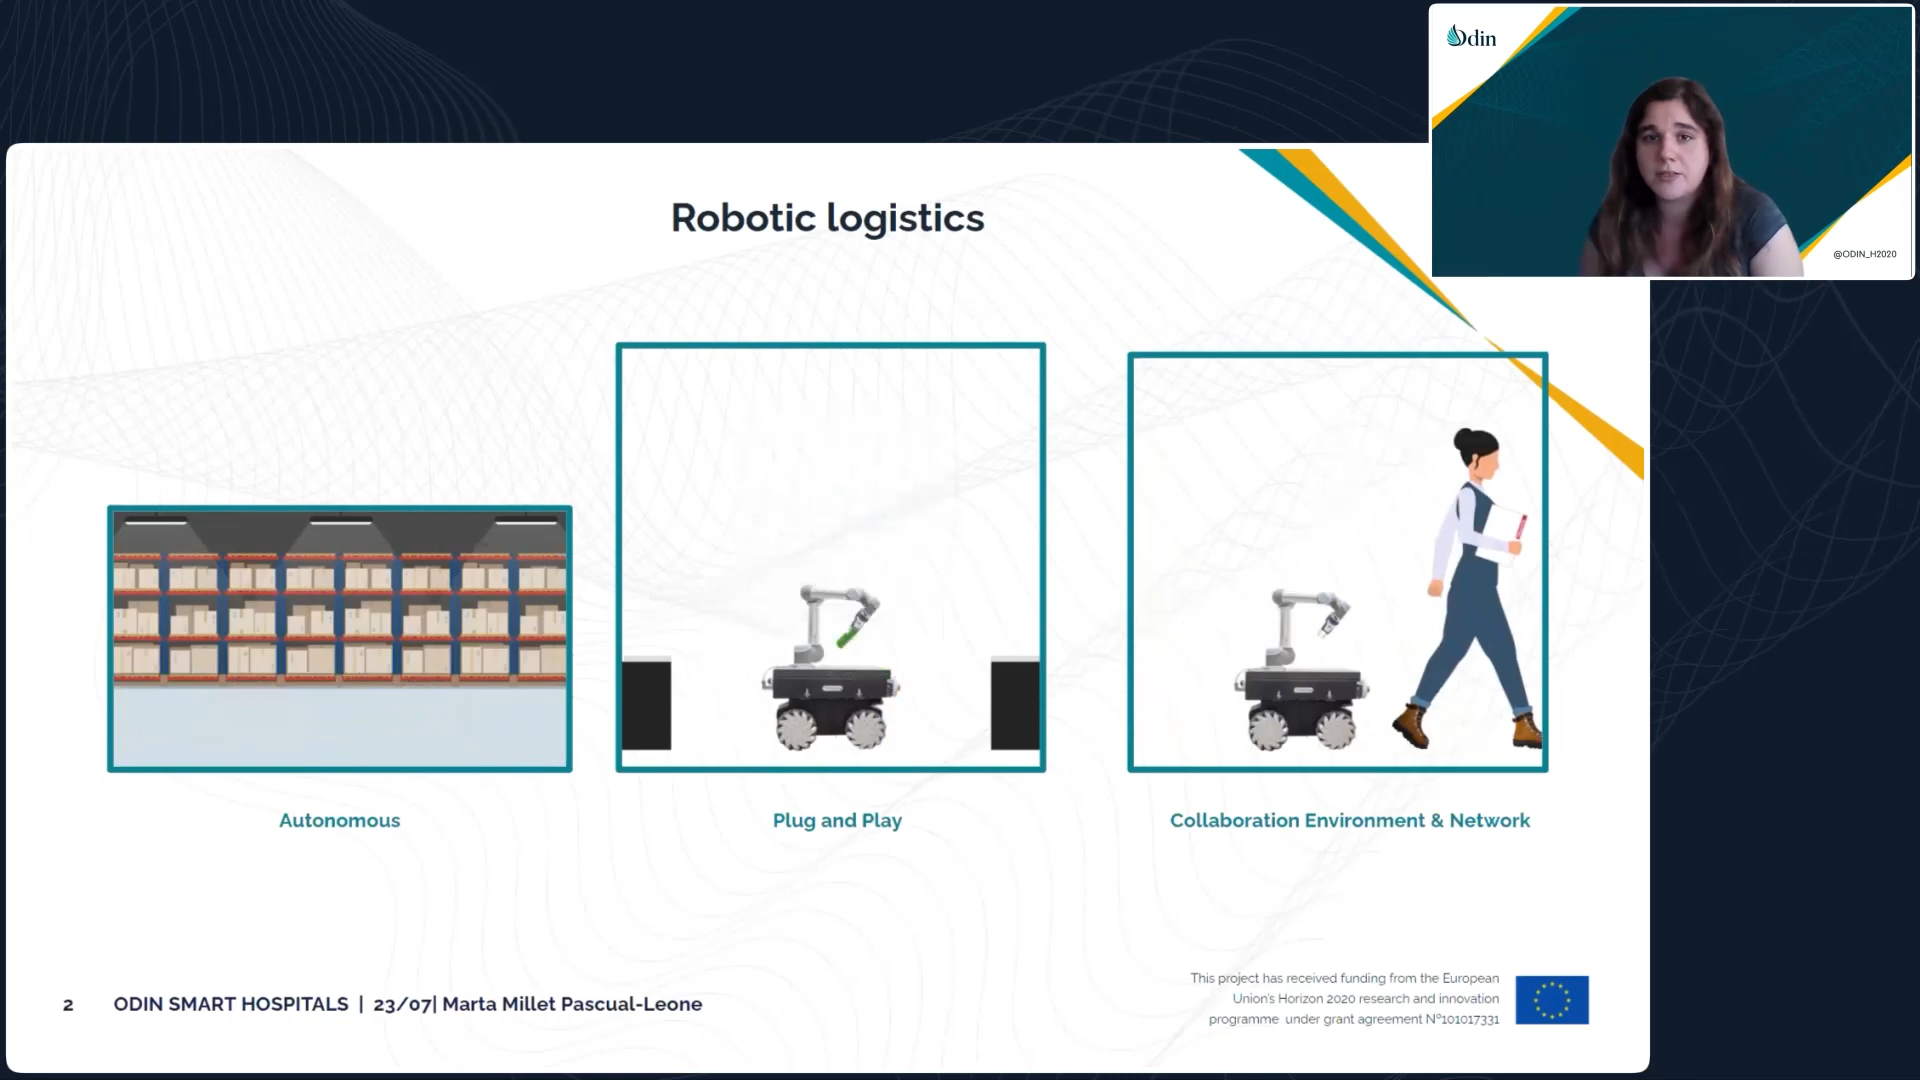 Odin
@ODIN_H2020
Robotic logistics
Autonomous
Plug and Play
Collaboration Environment & Network
2 ODIN SMART HOSPITALS | 23/07| Marta Millet Pascual-Leone
This project has received funding from the European
Union's Horizon 2020 research and innovation
programme under grant agreement Nº101017331